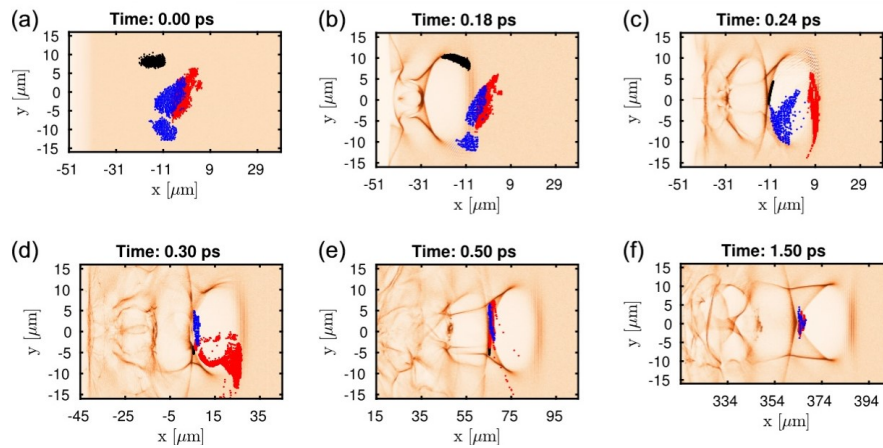 (a) Time: 0.00 ps
15
10
5
0
-5
-10
-15
y [μm]
-51 -31 -11 9 29
x [μm]
(b) Time: 0.18 ps
15
10
5
0
-5
-10
-15
y [μm]
-51 -31 -11 9 29
x [μm]
(c) Time: 0.24 ps
15
10
5
0
-5
-10
-15
y [μm]
-51 -31 -11 9 29
x [μm]
(d) Time: 0.30 ps
15
10
5
0
-5
-10
-15
y [μm]
-45 -25 -5 15 35
x [μm]
(e) Time: 0.50 ps
15
10
5
0
-5
-10
-15
y [μm]
15 35 55 75 95
x [μm]
(f) Time: 1.50 ps
15
10
5
0
-5
-10
-15
y [μm]
334 354 374 394
x [μm]